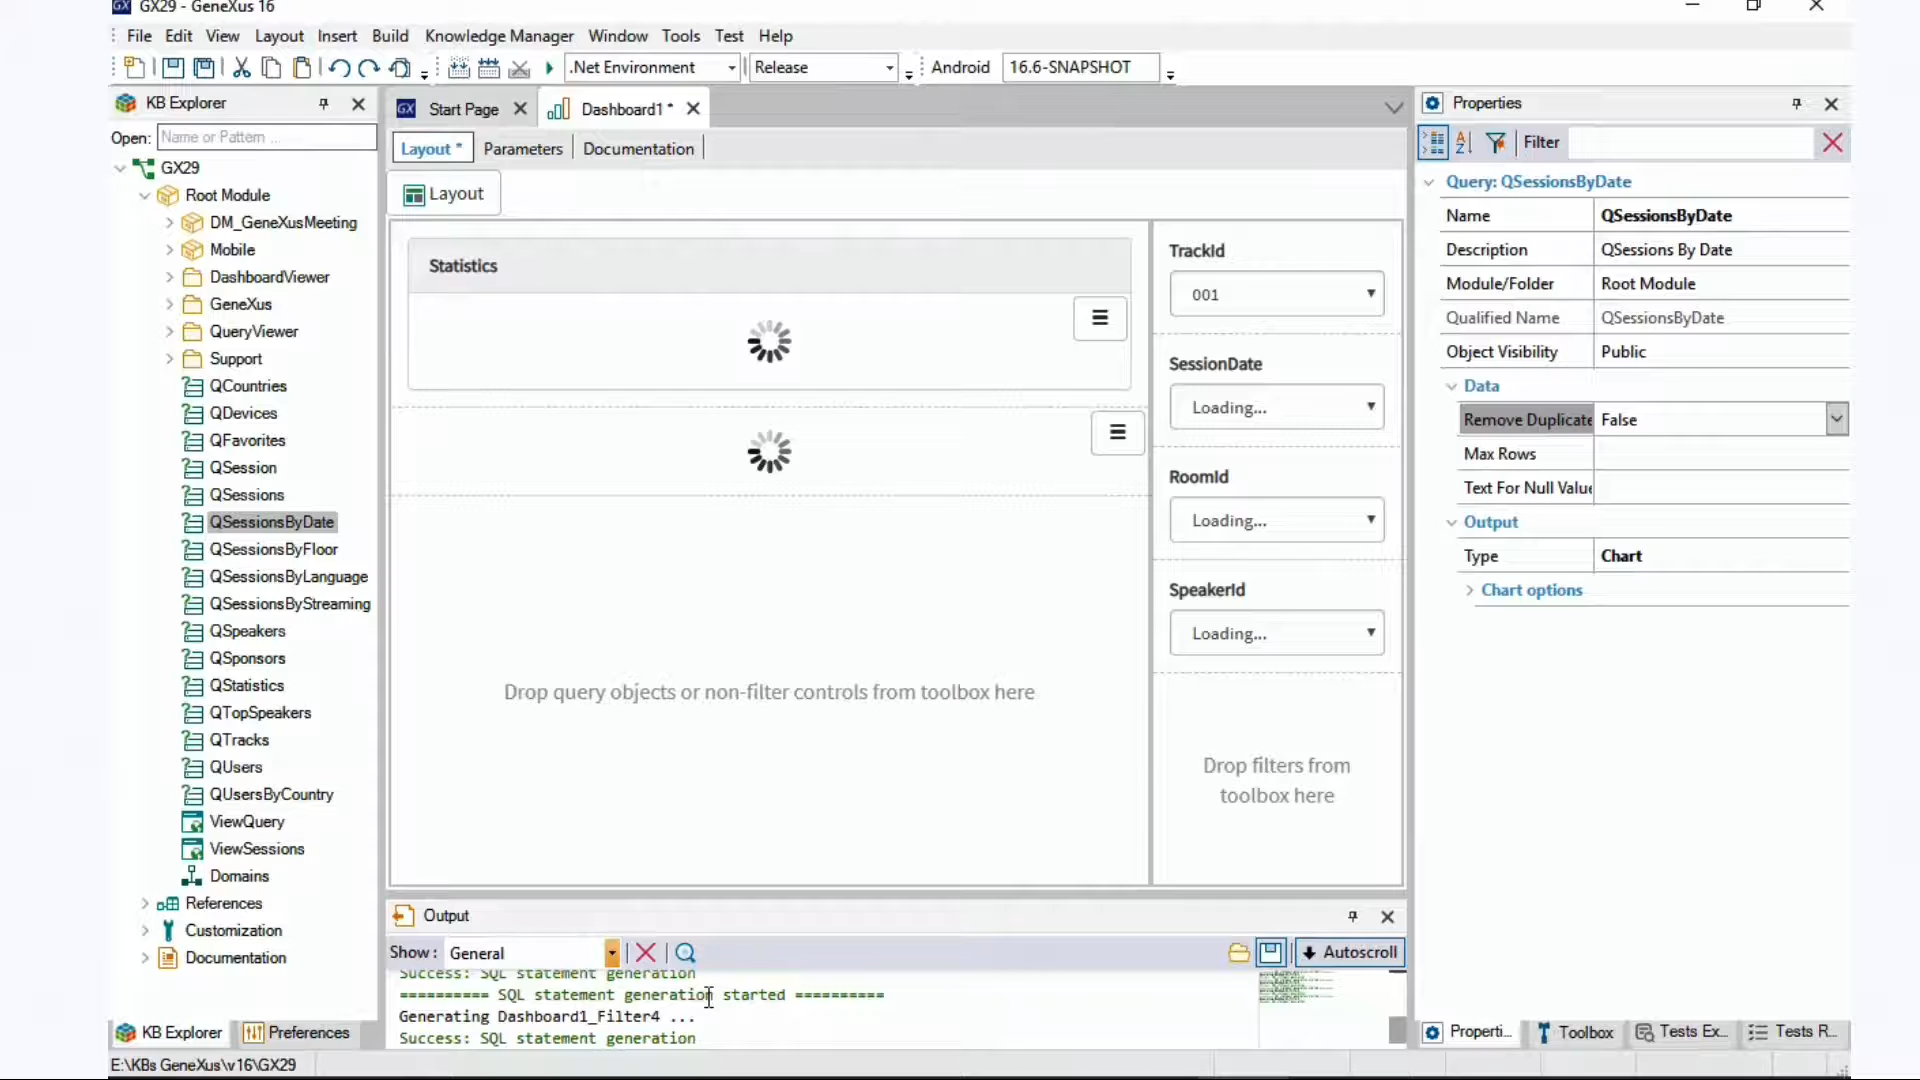 GX29 - GeneXus 16
File Edit View Layout Insert Build Knowledge Manager Window Tools Test Help
.Net Environment Release Android 16.6-SNAPSHOT
KB Explorer
Open: Name or Pattern ...
GX29
Root Module
DM_GeneXusMeeting
Mobile
DashboardViewer
GeneXus
QueryViewer
Support
QCountries
QDevices
QFavorites
QSession
QSessions
QSessionsByDate
QSessionsByFloor
QSessionsByLanguage
QSessionsByStreaming
QSpeakers
QSponsors
QStatistics
QTopSpeakers
QTracks
QUsers
QUsersByCountry
ViewQuery
ViewSessions
Domains
References
Customization
Documentation
KB Explorer Preferences
Start Page Dashboard1 *
Layout * Parameters Documentation
Layout
Statistics
Drop query objects or non-filter controls from toolbox here
TrackId
001
SessionDate
Loading...
RoomId
Loading...
SpeakerId
Loading...
Drop filters from
toolbox here
Output
Show: General Autoscroll
Success: SQL statement generation
========== SQL statement generation started ==========
Generating Dashboard1_Filter4 ...
Success: SQL statement generation
Properties
Filter
Query: QSessionsByDate
Name QSessionsByDate
Description QSessions By Date
Module/Folder Root Module
Qualified Name QSessionsByDate
Object Visibility Public
Data
Remove Duplicate False
Max Rows
Text For Null Value
Output
Type Chart
Chart options
Properti... Toolbox Tests Ex... Tests R...
E:\KBs GeneXus\v16\GX29